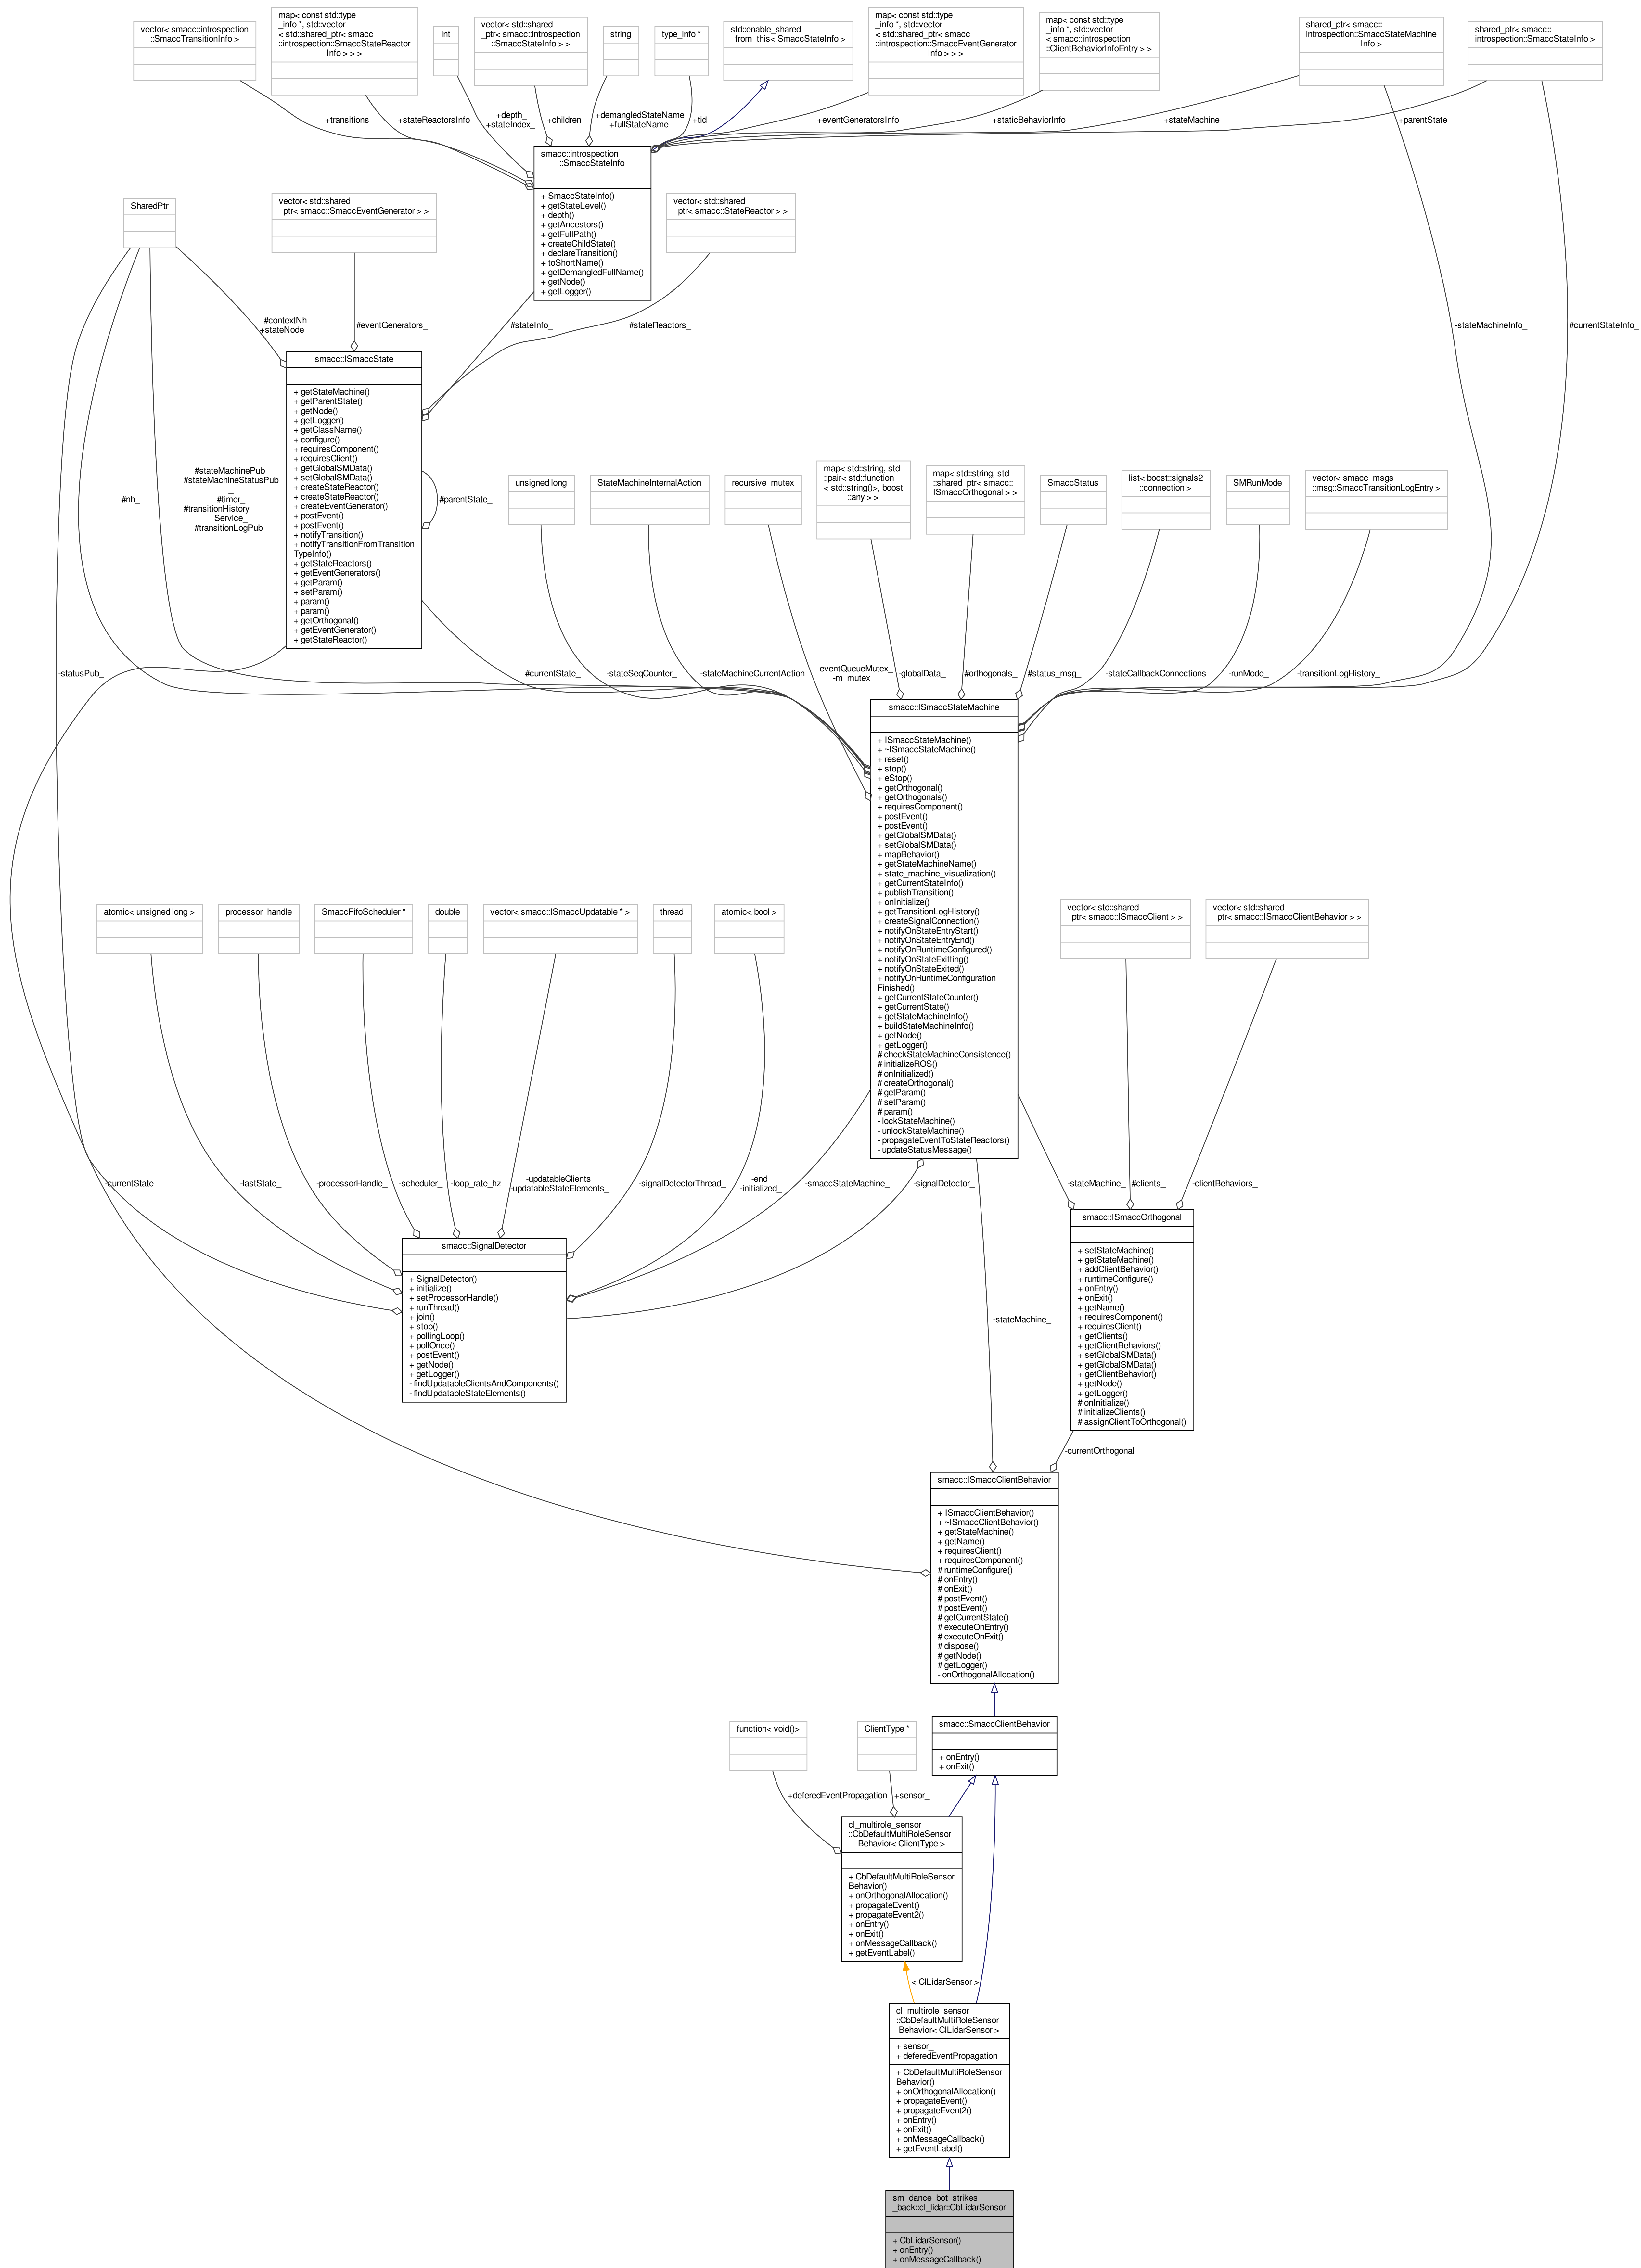 vector< smacc::introspection
::SmaccTransitionInfo >
map< const std::type
_info *, std::vector
< std::shared_ptr< smacc
::introspection::SmaccStateReactor
Info > > >
int
vector< std::shared
_ptr< smacc::introspection
::SmaccStateInfo > >
string
type_info *
std::enable_shared
_from_this< SmaccStateInfo >
map< const std::type
_info *, std::vector
< std::shared_ptr< smacc
::introspection::SmaccEventGenerator
Info > > >
map< const std::type
_info *, std::vector
< smacc::introspection
::ClientBehaviorInfoEntry > >
shared_ptr< smacc::
introspection::SmaccStateMachine
Info >
shared_ptr< smacc::
introspection::SmaccStateInfo >
+transitions_
+stateReactorsInfo
+depth_
+stateIndex_
+children_
+demangledStateName
+fullStateName
+tid_
+eventGeneratorsInfo
+staticBehaviorInfo
+stateMachine_
+parentState_
smacc::introspection
::SmaccStateInfo
+ SmaccStateInfo()
+ getStateLevel()
+ depth()
+ getAncestors()
+ getFullPath()
+ createChildState()
+ declareTransition()
+ toShortName()
+ getDemangledFullName()
+ getNode()
+ getLogger()
SharedPtr
vector< std::shared
_ptr< smacc::SmaccEventGenerator > >
vector< std::shared
_ptr< smacc::StateReactor > >
#contextNh
+stateNode_
#eventGenerators_
#stateInfo_
#stateReactors_
-stateMachineInfo_
#currentStateInfo_
smacc::ISmaccState
+ getStateMachine()
+ getParentState()
+ getNode()
+ getLogger()
+ getClassName()
+ configure()
+ requiresComponent()
+ requiresClient()
+ getGlobalSMData()
+ setGlobalSMData()
+ createStateReactor()
+ createStateReactor()
+ createEventGenerator()
+ postEvent()
+ postEvent()
+ notifyTransition()
+ notifyTransitionFromTransition
TypeInfo()
+ getStateReactors()
+ getEventGenerators()
+ getParam()
+ setParam()
+ param()
+ param()
+ getOrthogonal()
+ getEventGenerator()
+ getStateReactor()
#parentState_
#nh_
#stateMachinePub_
#stateMachineStatusPub
_
#timer_
#transitionHistory
Service_
#transitionLogPub_
unsigned long
StateMachineInternalAction
recursive_mutex
map< std::string, std
::pair< std::function
< std::string()>, boost
::any > >
map< std::string, std
::shared_ptr< smacc::
ISmaccOrthogonal > >
SmaccStatus
list< boost::signals2
::connection >
SMRunMode
vector< smacc_msgs
::msg::SmaccTransitionLogEntry >
-statusPub_
#currentState_
-stateSeqCounter_
-stateMachineCurrentAction
-eventQueueMutex_
-m_mutex_
-globalData_
#orthogonals_
#status_msg_
-stateCallbackConnections
-runMode_
-transitionLogHistory_
smacc::ISmaccStateMachine
+ ISmaccStateMachine()
+ ~ISmaccStateMachine()
+ reset()
+ stop()
+ eStop()
+ getOrthogonal()
+ getOrthogonals()
+ requiresComponent()
+ postEvent()
+ postEvent()
+ getGlobalSMData()
+ setGlobalSMData()
+ mapBehavior()
+ getStateMachineName()
+ state_machine_visualization()
+ getCurrentStateInfo()
+ publishTransition()
+ onInitialize()
+ getTransitionLogHistory()
+ createSignalConnection()
+ notifyOnStateEntryStart()
+ notifyOnStateEntryEnd()
+ notifyOnRuntimeConfigured()
+ notifyOnStateExitting()
+ notifyOnStateExited()
+ notifyOnRuntimeConfiguration
Finished()
+ getCurrentStateCounter()
+ getCurrentState()
+ getStateMachineInfo()
+ buildStateMachineInfo()
+ getNode()
+ getLogger()
# checkStateMachineConsistence()
# initializeROS()
# onInitialized()
# createOrthogonal()
# getParam()
# setParam()
# param()
- lockStateMachine()
- unlockStateMachine()
- propagateEventToStateReactors()
- updateStatusMessage()
atomic< unsigned long >
processor_handle
SmaccFifoScheduler *
double
vector< smacc::ISmaccUpdatable * >
thread
atomic< bool >
vector< std::shared
_ptr< smacc::ISmaccClient > >
vector< std::shared
_ptr< smacc::ISmaccClientBehavior > >
-currentState
-lastState_
-processorHandle_
-scheduler_
-loop_rate_hz
-updatableClients_
-updatableStateElements_
-signalDetectorThread_
-end_
-initialized_
-smaccStateMachine_
-signalDetector_
-stateMachine_
#clients_
-clientBehaviors_
smacc::SignalDetector
+ SignalDetector()
+ initialize()
+ setProcessorHandle()
+ runThread()
+ join()
+ stop()
+ pollingLoop()
+ pollOnce()
+ postEvent()
+ getNode()
+ getLogger()
- findUpdatableClientsAndComponents()
- findUpdatableStateElements()
smacc::ISmaccOrthogonal
+ setStateMachine()
+ getStateMachine()
+ addClientBehavior()
+ runtimeConfigure()
+ onEntry()
+ onExit()
+ getName()
+ requiresComponent()
+ requiresClient()
+ getClients()
+ getClientBehaviors()
+ setGlobalSMData()
+ getGlobalSMData()
+ getClientBehavior()
+ getNode()
+ getLogger()
# onInitialize()
# initializeClients()
# assignClientToOrthogonal()
-stateMachine_
-currentOrthogonal
smacc::ISmaccClientBehavior
+ ISmaccClientBehavior()
+ ~ISmaccClientBehavior()
+ getStateMachine()
+ getName()
+ requiresClient()
+ requiresComponent()
# runtimeConfigure()
# onEntry()
# onExit()
# postEvent()
# postEvent()
# getCurrentState()
# executeOnEntry()
# executeOnExit()
# dispose()
# getNode()
# getLogger()
- onOrthogonalAllocation()
function< void()>
ClientType *
smacc::SmaccClientBehavior
+ onEntry()
+ onExit()
+deferedEventPropagation
+sensor_
cl_multirole_sensor
::CbDefaultMultiRoleSensor
Behavior< ClientType >
+ CbDefaultMultiRoleSensor
Behavior()
+ onOrthogonalAllocation()
+ propagateEvent()
+ propagateEvent2()
+ onEntry()
+ onExit()
+ onMessageCallback()
+ getEventLabel()
< ClLidarSensor >
cl_multirole_sensor
::CbDefaultMultiRoleSensor
Behavior< ClLidarSensor >
+ sensor_
+ deferedEventPropagation
+ CbDefaultMultiRoleSensor
Behavior()
+ onOrthogonalAllocation()
+ propagateEvent()
+ propagateEvent2()
+ onEntry()
+ onExit()
+ onMessageCallback()
+ getEventLabel()
sm_dance_bot_strikes
_back::cl_lidar::CbLidarSensor
+ CbLidarSensor()
+ onEntry()
+ onMessageCallback()